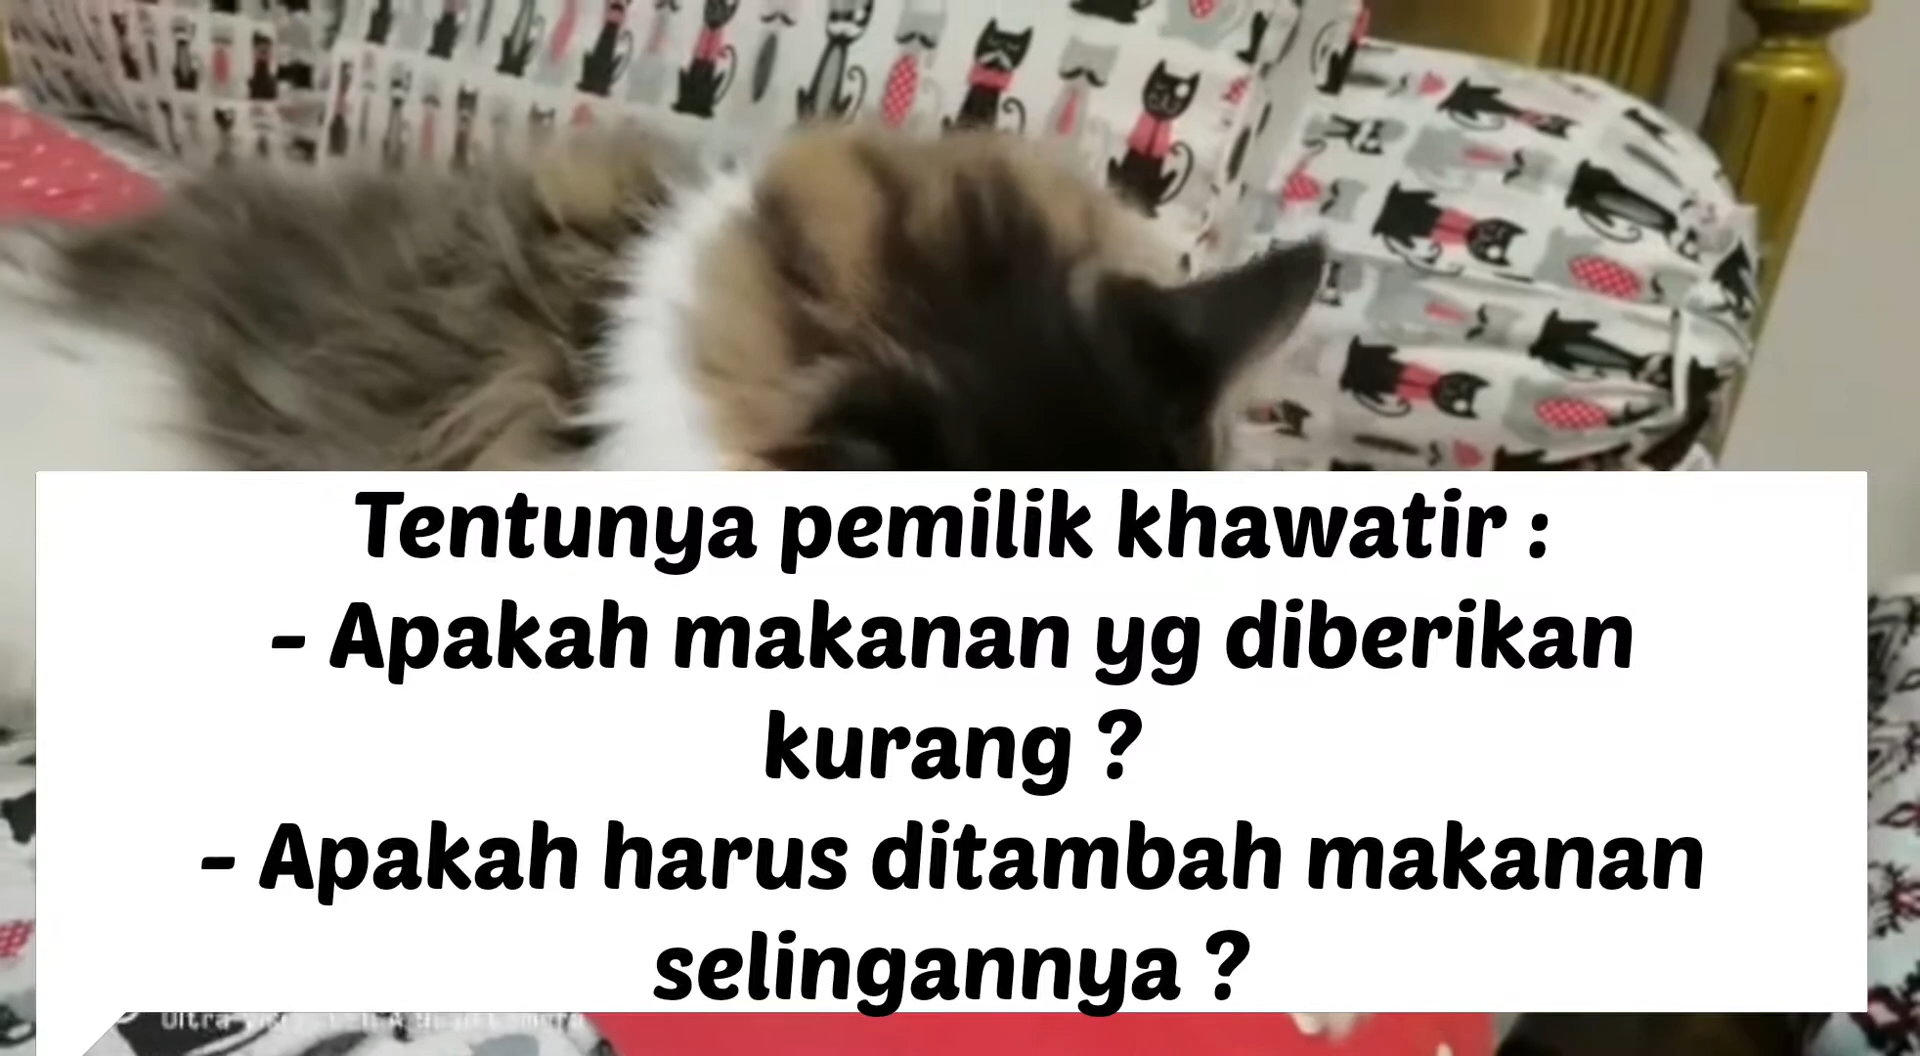 Tentunya pemilik khawatir :
- Apakah makanan yg diberikan
kurang ?
- Apakah harus ditambah makanan
selingannya ?